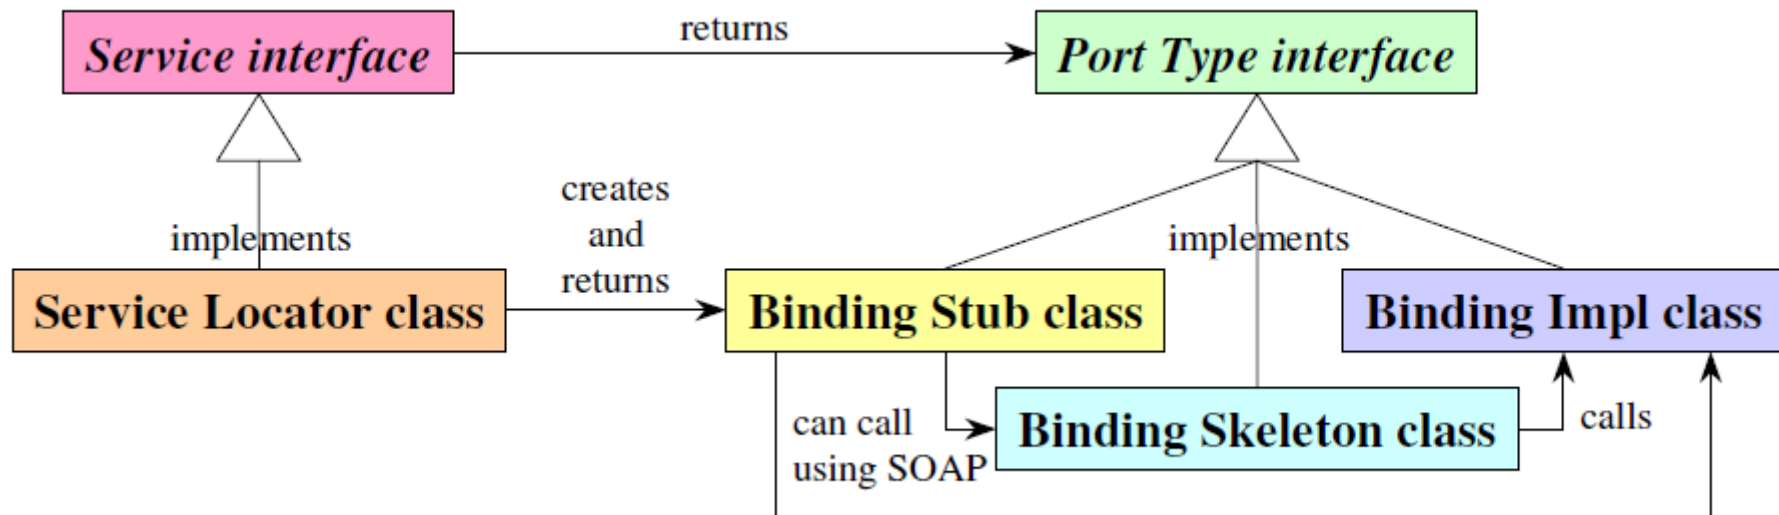 Service interface
returns
Port Type interface
creates
and
returns
implements
implements
Service Locator class
Binding Stub class
Binding Impl class
can call
using SOAP
Binding Skeleton class
calls